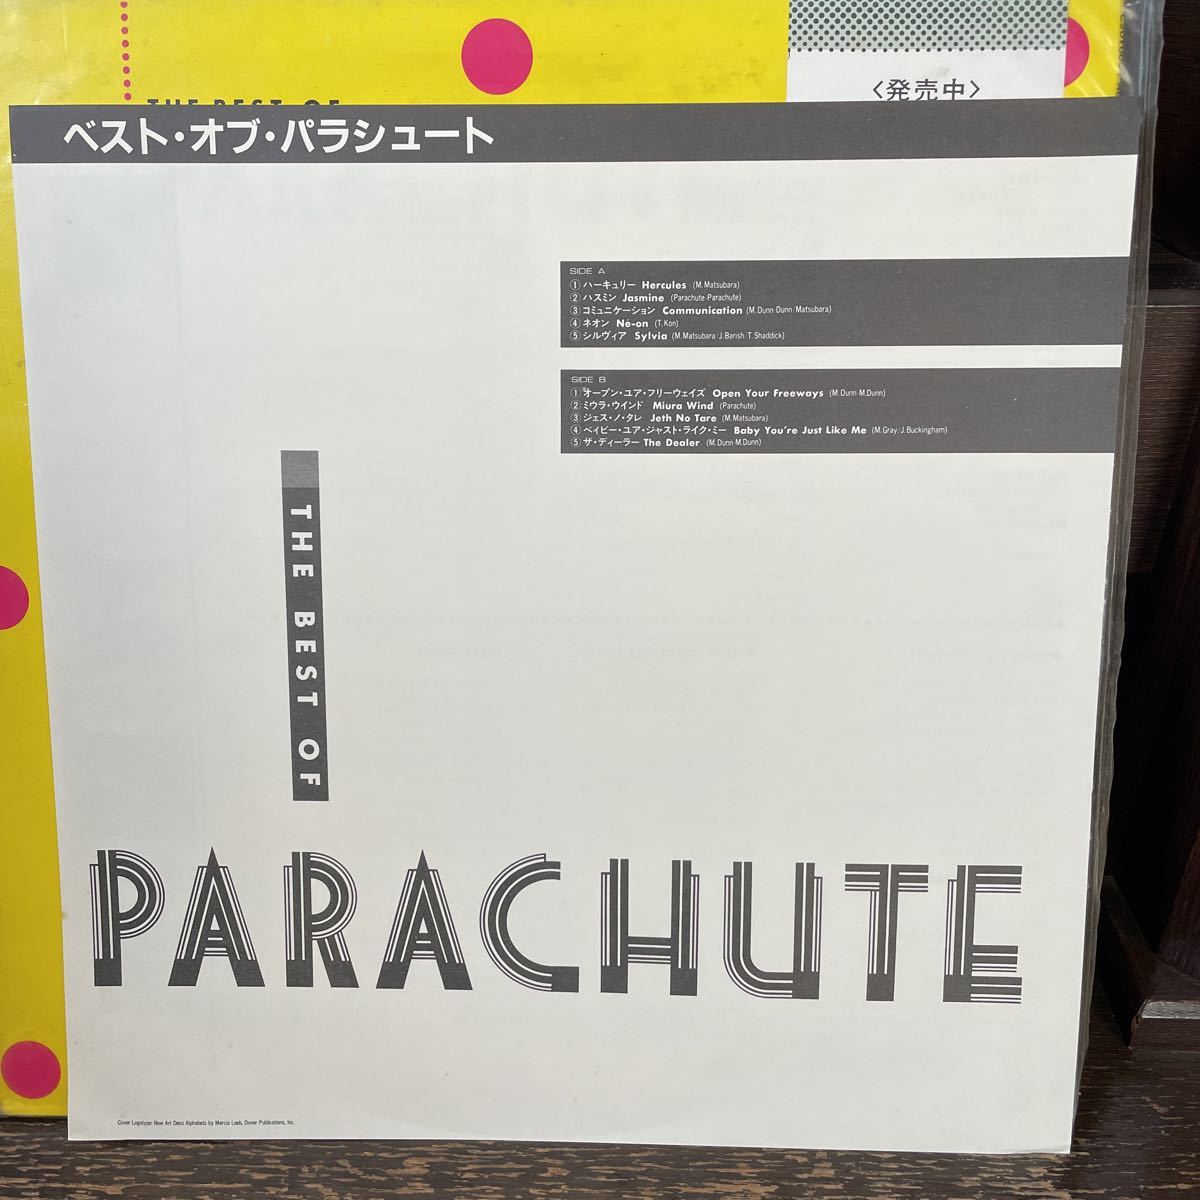 THE BEST OF
<発売中>
ベスト・オブ・パラシュート
SIDE A
①ハーキュリー Hercules (M.Matsubara)
②ハスミン Jasmine (Parachute·Parachute)
③コミュニケーション Communication (M.Dunn·Dunn/Matsubara)
④ネオン Né-on (T.Kon)
⑤シルヴィア Sylvia (M.Matsubara/J.Barish/T.Shaddick)
SIDE B
①オープン・ユア・フリーウェイズ Open Your Freeways (M.Dunn·M.Dunn)
②ミウラ・ウインド Miura Wind (Parachute)
③ジェス・ノ・タレ Jeth No Tare (M.Matsubara)
④ベイビー・ユア・ジャスト・ライク・ミー Baby You're Just Like Me (M.Gray/J.Buckingham)
⑤ザ・ディーラー The Dealer (M.Dunn·M.Dunn)
THE BEST OF
PARACHUTE
Cover Logotype: New Art Deco Alphabets by Marcia Loeb, Dover Publications, Inc.